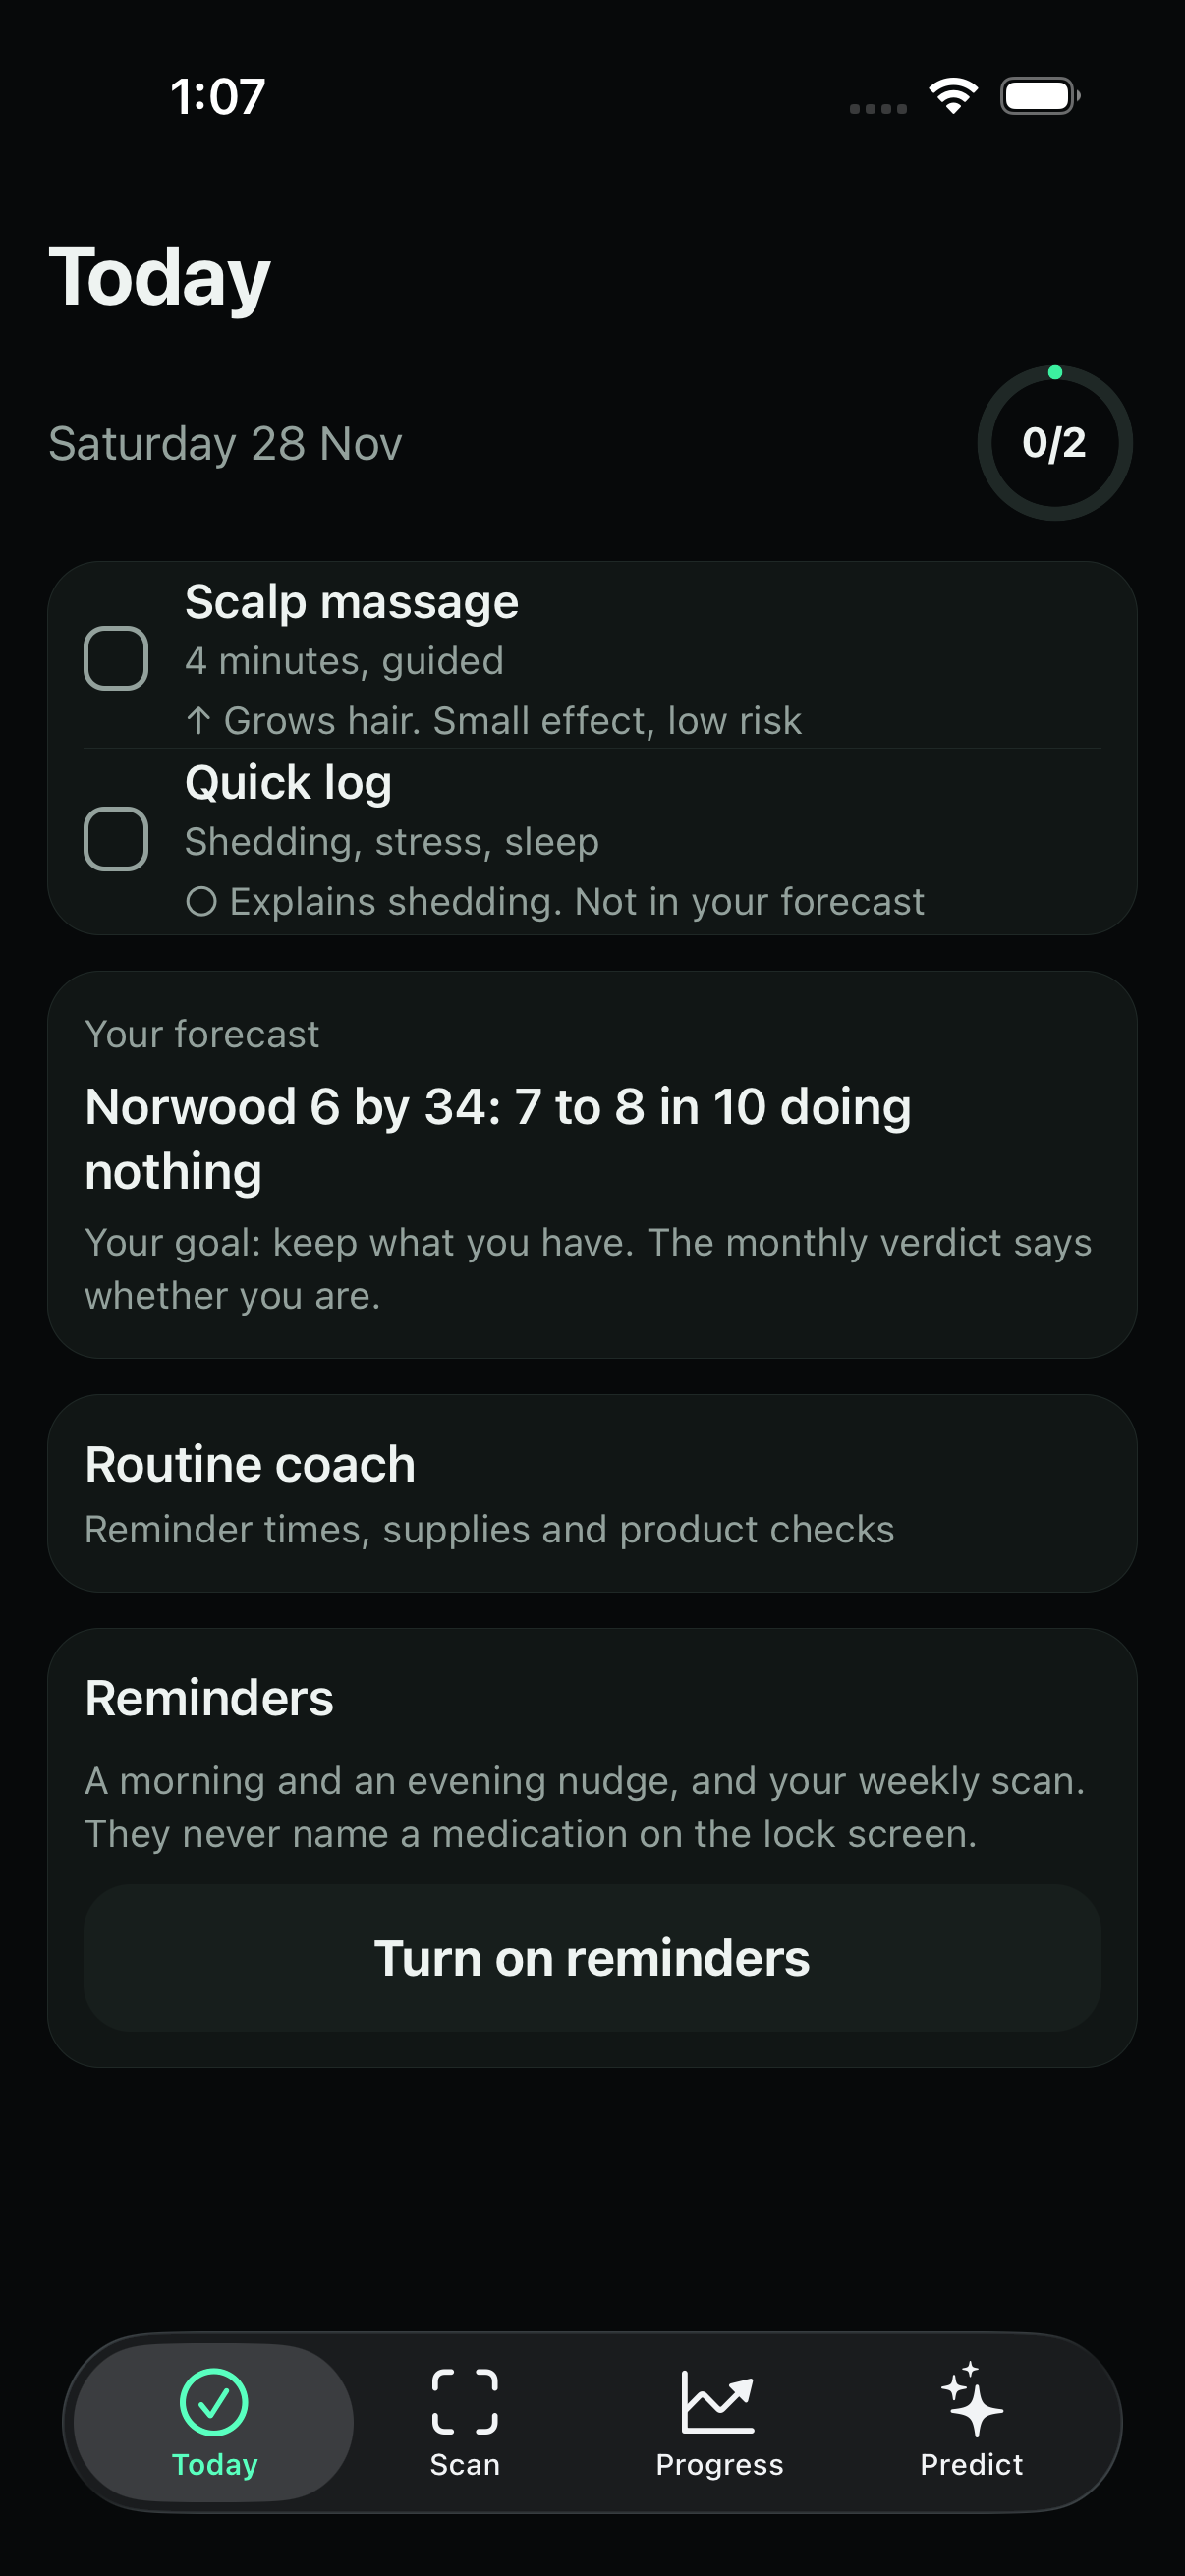 1:07
Today
Saturday 28 Nov
0/2
Scalp massage
4 minutes, guided
↑ Grows hair. Small effect, low risk
Quick log
Shedding, stress, sleep
○ Explains shedding. Not in your forecast
Your forecast
Norwood 6 by 34: 7 to 8 in 10 doing
nothing
Your goal: keep what you have. The monthly verdict says
whether you are.
Routine coach
Reminder times, supplies and product checks
Reminders
A morning and an evening nudge, and your weekly scan.
They never name a medication on the lock screen.
Turn on reminders
Today
Scan
Progress
Predict